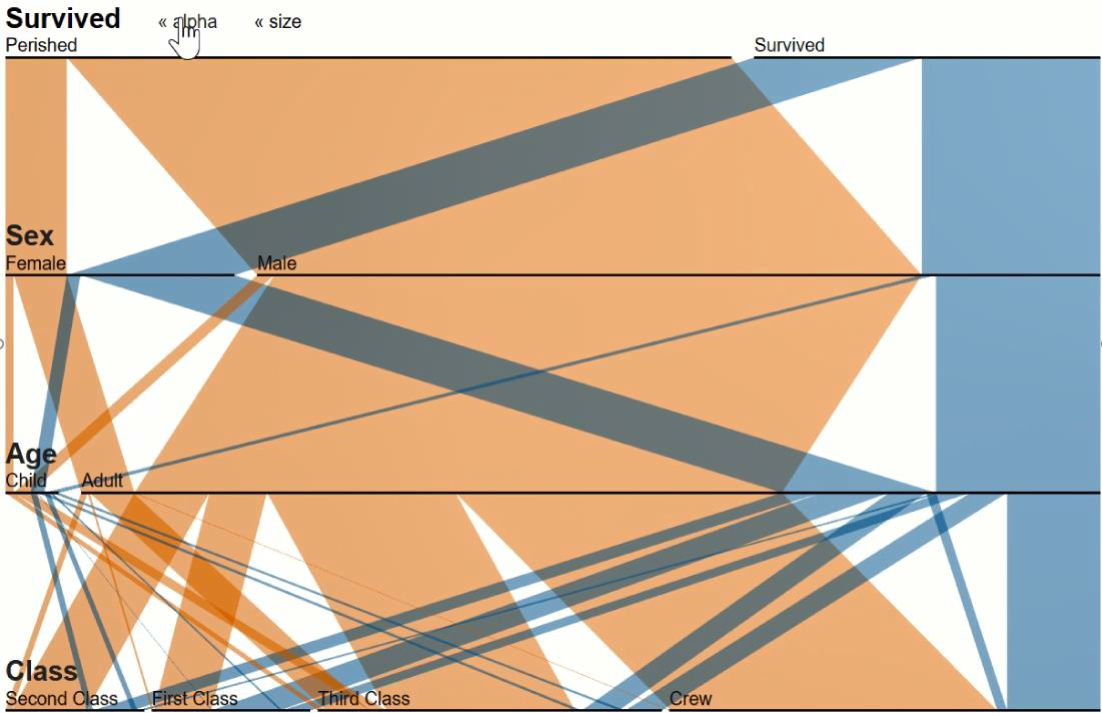 Survived « alpha « size
Perished Survived
Sex
Female Male
Age
Child Adult
Class
Second Class First Class Third Class Crew